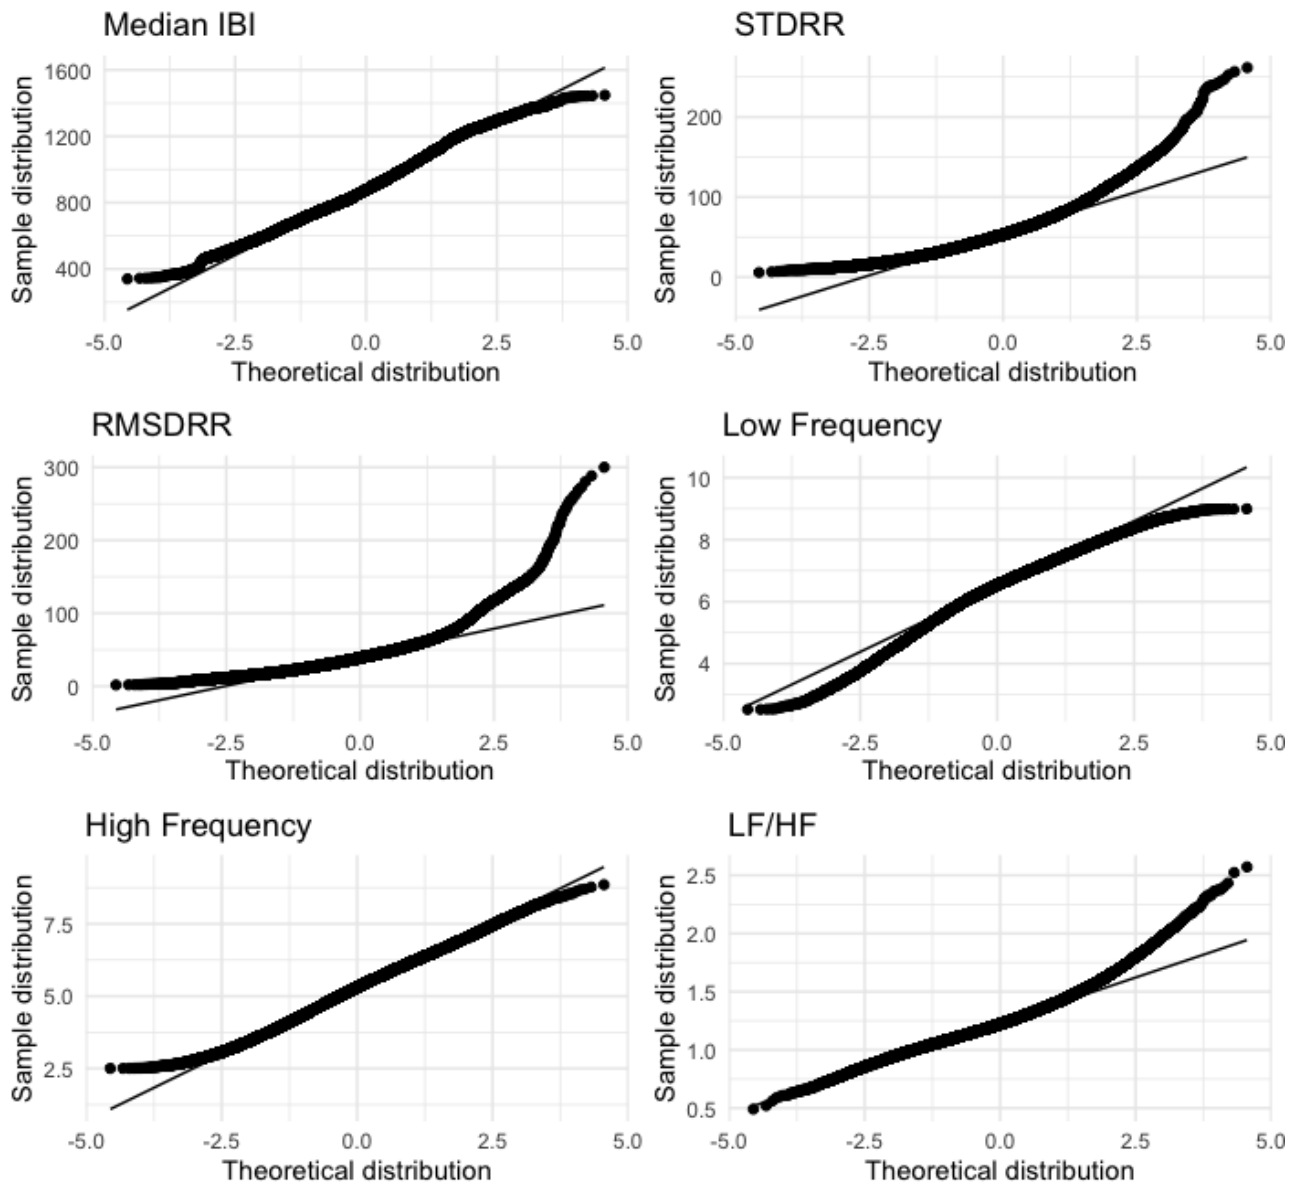 Median IBI
Sample distribution
1600
1200
800
400
-5.0 -2.5 0.0 2.5 5.0
Theoretical distribution
STDRR
Sample distribution
200
100
0
-5.0 -2.5 0.0 2.5 5.0
Theoretical distribution
RMSDRR
Sample distribution
300
200
100
0
-5.0 -2.5 0.0 2.5 5.0
Theoretical distribution
Low Frequency
Sample distribution
10
8
6
4
-5.0 -2.5 0.0 2.5 5.0
Theoretical distribution
High Frequency
Sample distribution
7.5
5.0
2.5
-5.0 -2.5 0.0 2.5 5.0
Theoretical distribution
LF/HF
Sample distribution
2.5
2.0
1.5
1.0
0.5
-5.0 -2.5 0.0 2.5 5.0
Theoretical distribution